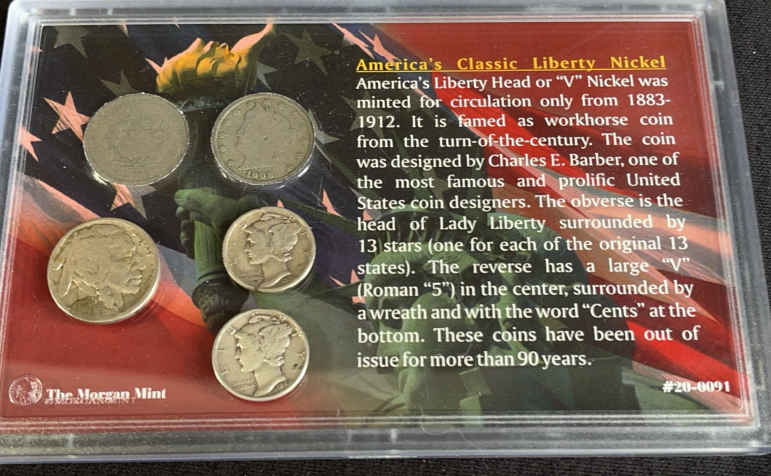 America's Classic Liberty Nickel
America's Liberty Head or "V" Nickel was
minted for circulation only from 1883-
1912. It is famed as workhorse coin
from the turn-of-the-century. The coin
was designed by Charles E. Barber, one of
the most famous and prolific United
States coin designers. The obverse is the
head of Lady Liberty surrounded by
13 stars (one for each of the original 13
states). The reverse has a large "V"
(Roman "5") in the center, surrounded by
a wreath and with the word "Cents" at the
bottom. These coins have been out of
issue for more than 90 years.
The Morgan Mint
#20-0091